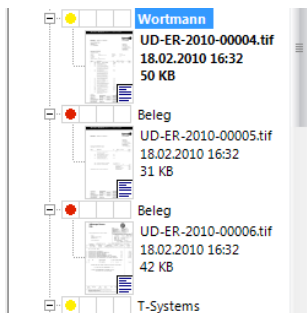 Wortmann
UD-ER-2010-00004.tif
18.02.2010 16:32
50 KB
Beleg
UD-ER-2010-00005.tif
18.02.2010 16:32
31 KB
Beleg
UD-ER-2010-00006.tif
18.02.2010 16:32
42 KB
T-Systems